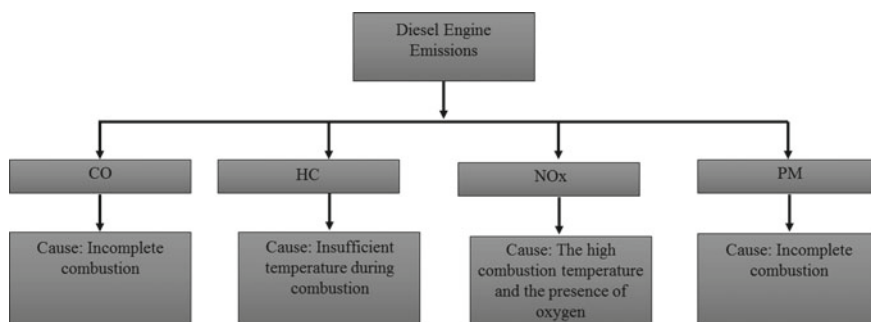 Diesel Engine
Emissions
CO
HC
NOx
PM
Cause: Incomplete
combustion
Cause: Insufficient
temperature during
combustion
Cause: The high
combustion temperature
and the presence of
oxygen
Cause: Incomplete
combustion